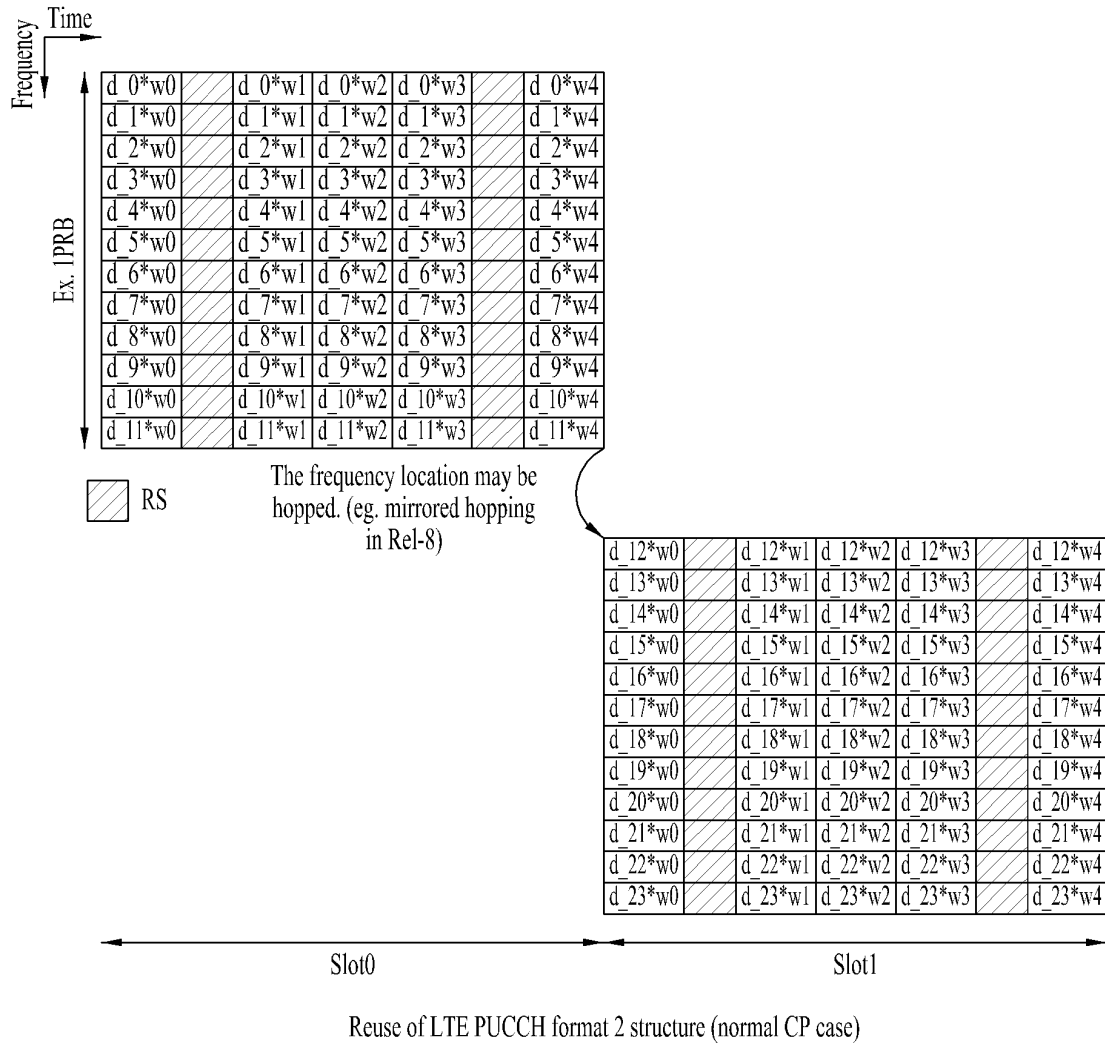 Time
Frequency
d_0*w0 d_0*w1 d_0*w2 d_0*w3 d_0*w4
d_1*w0 d_1*w1 d_1*w2 d_1*w3 d_1*w4
d_2*w0 d_2*w1 d_2*w2 d_2*w3 d_2*w4
d_3*w0 d_3*w1 d_3*w2 d_3*w3 d_3*w4
d_4*w0 d_4*w1 d_4*w2 d_4*w3 d_4*w4
d_5*w0 d_5*w1 d_5*w2 d_5*w3 d_5*w4
d_6*w0 d_6*w1 d_6*w2 d_6*w3 d_6*w4
d_7*w0 d_7*w1 d_7*w2 d_7*w3 d_7*w4
d_8*w0 d_8*w1 d_8*w2 d_8*w3 d_8*w4
d_9*w0 d_9*w1 d_9*w2 d_9*w3 d_9*w4
d_10*w0 d_10*w1 d_10*w2 d_10*w3 d_10*w4
d_11*w0 d_11*w1 d_11*w2 d_11*w3 d_11*w4
Ex. 1PRB
RS
The frequency location may be
hopped. (eg. mirrored hopping
in Rel-8)
d_12*w0 d_12*w1 d_12*w2 d_12*w3 d_12*w4
d_13*w0 d_13*w1 d_13*w2 d_13*w3 d_13*w4
d_14*w0 d_14*w1 d_14*w2 d_14*w3 d_14*w4
d_15*w0 d_15*w1 d_15*w2 d_15*w3 d_15*w4
d_16*w0 d_16*w1 d_16*w2 d_16*w3 d_16*w4
d_17*w0 d_17*w1 d_17*w2 d_17*w3 d_17*w4
d_18*w0 d_18*w1 d_18*w2 d_18*w3 d_18*w4
d_19*w0 d_19*w1 d_19*w2 d_19*w3 d_19*w4
d_20*w0 d_20*w1 d_20*w2 d_20*w3 d_20*w4
d_21*w0 d_21*w1 d_21*w2 d_21*w3 d_21*w4
d_22*w0 d_22*w1 d_22*w2 d_22*w3 d_22*w4
d_23*w0 d_23*w1 d_23*w2 d_23*w3 d_23*w4
Slot0 Slot1
Reuse of LTE PUCCH format 2 structure (normal CP case)